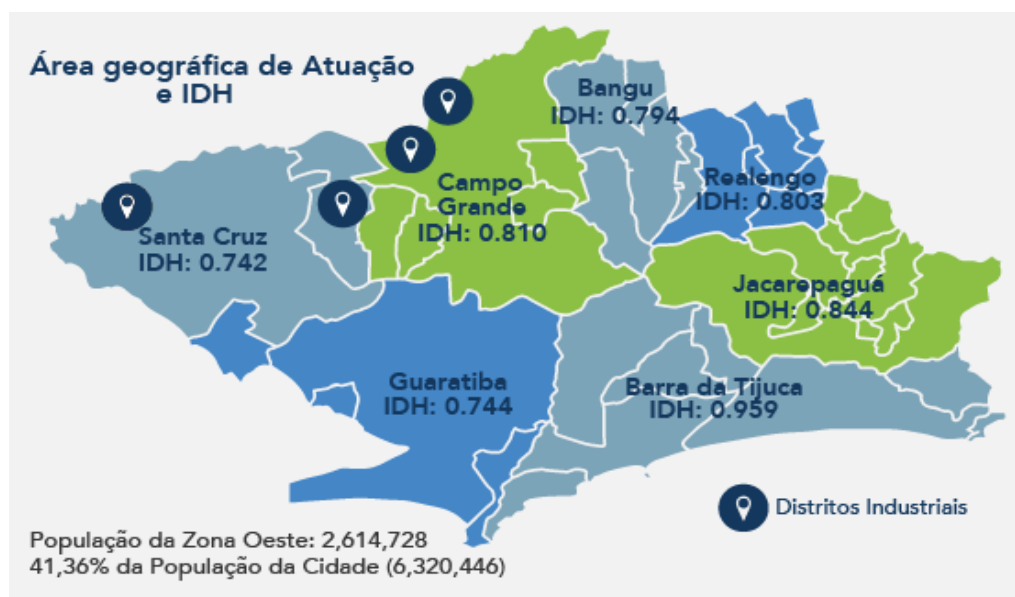 Área geográfica de Atuação
e IDH
Bangu
IDH: 0.794
Realengo
IDH: 0.803
Campo
Grande
IDH: 0.810
Santa Cruz
IDH: 0.742
Jacarepaguá
IDH: 0.844
Guaratiba
IDH: 0.744
Barra da Tijuca
IDH: 0.959
Distritos Industriais
População da Zona Oeste: 2,614,728
41,36% da População da Cidade (6,320,446)